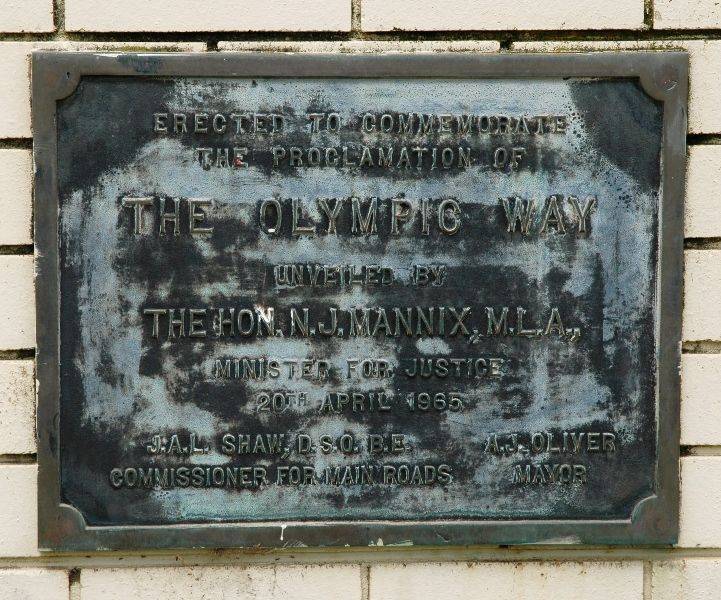 ERECTED TO COMMEMORATE
THE PROCLAMATION OF
THE OLYMPIC WAY
UNVEILED BY
THE HON. N.J. MANNIX, M.L.A.,
MINISTER FOR JUSTICE
20TH APRIL 1965
J.A.L. SHAW, D.S.O. B.E. A.J. OLIVER
COMMISSIONER FOR MAIN ROADS MAYOR